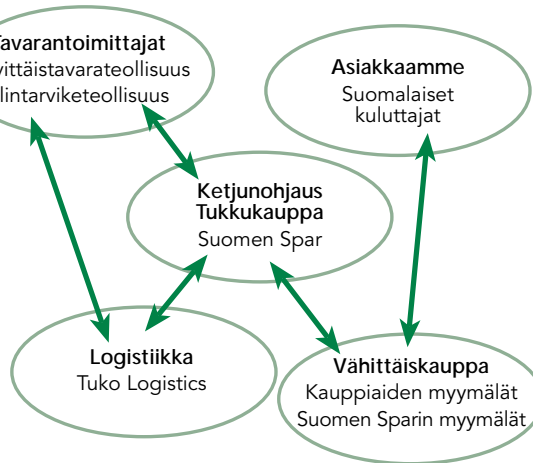 avarantoimittajat
ittäistavarateollisuus
lintarviketeollisuus
Asiakkaamme
Suomalaiset
kuluttajat
Ketjunohjaus
Tukkukauppa
Suomen Spar
Logistiikka
Tuko Logistics
Vähittäiskauppa
Kauppiaiden myymälät
Suomen Sparin myymälät